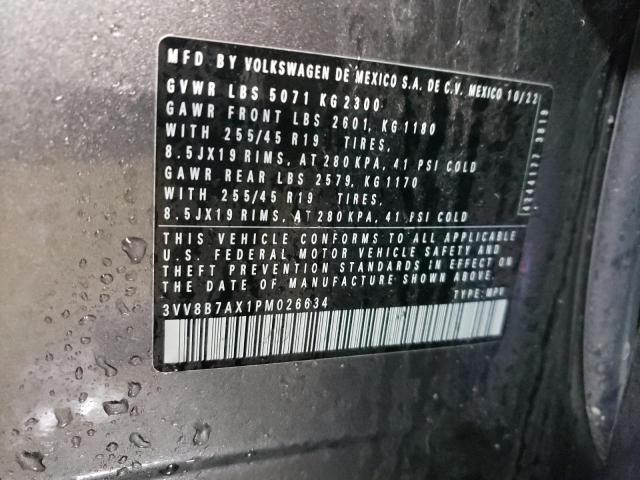 MFD BY VOLKSWAGEN DE MEXICO S.A. DE C.V. MEXICO 10/22
GVWR LBS 5071 KG 2300
GAWR FRONT LBS 2601, KG 1180
WITH 255/45 R19 TIRES,
8.5JX19 RIMS, AT 280 KPA, 41 PSI COLD
GAWR REAR LBS 2579, KG 1170
WITH 255/45 R19 TIRES,
8.5JX19 RIMS, AT 280 KPA, 41 PSI COLD
THIS VEHICLE CONFORMS TO ALL APPLICABLE
U.S. FEDERAL MOTOR VEHICLE SAFETY AND
THEFT PREVENTION STANDARDS IN EFFECT ON
THE DATE OF MANUFACTURE SHOWN ABOVE.
3VV8B7AX1PM026634 TYPE: MPV